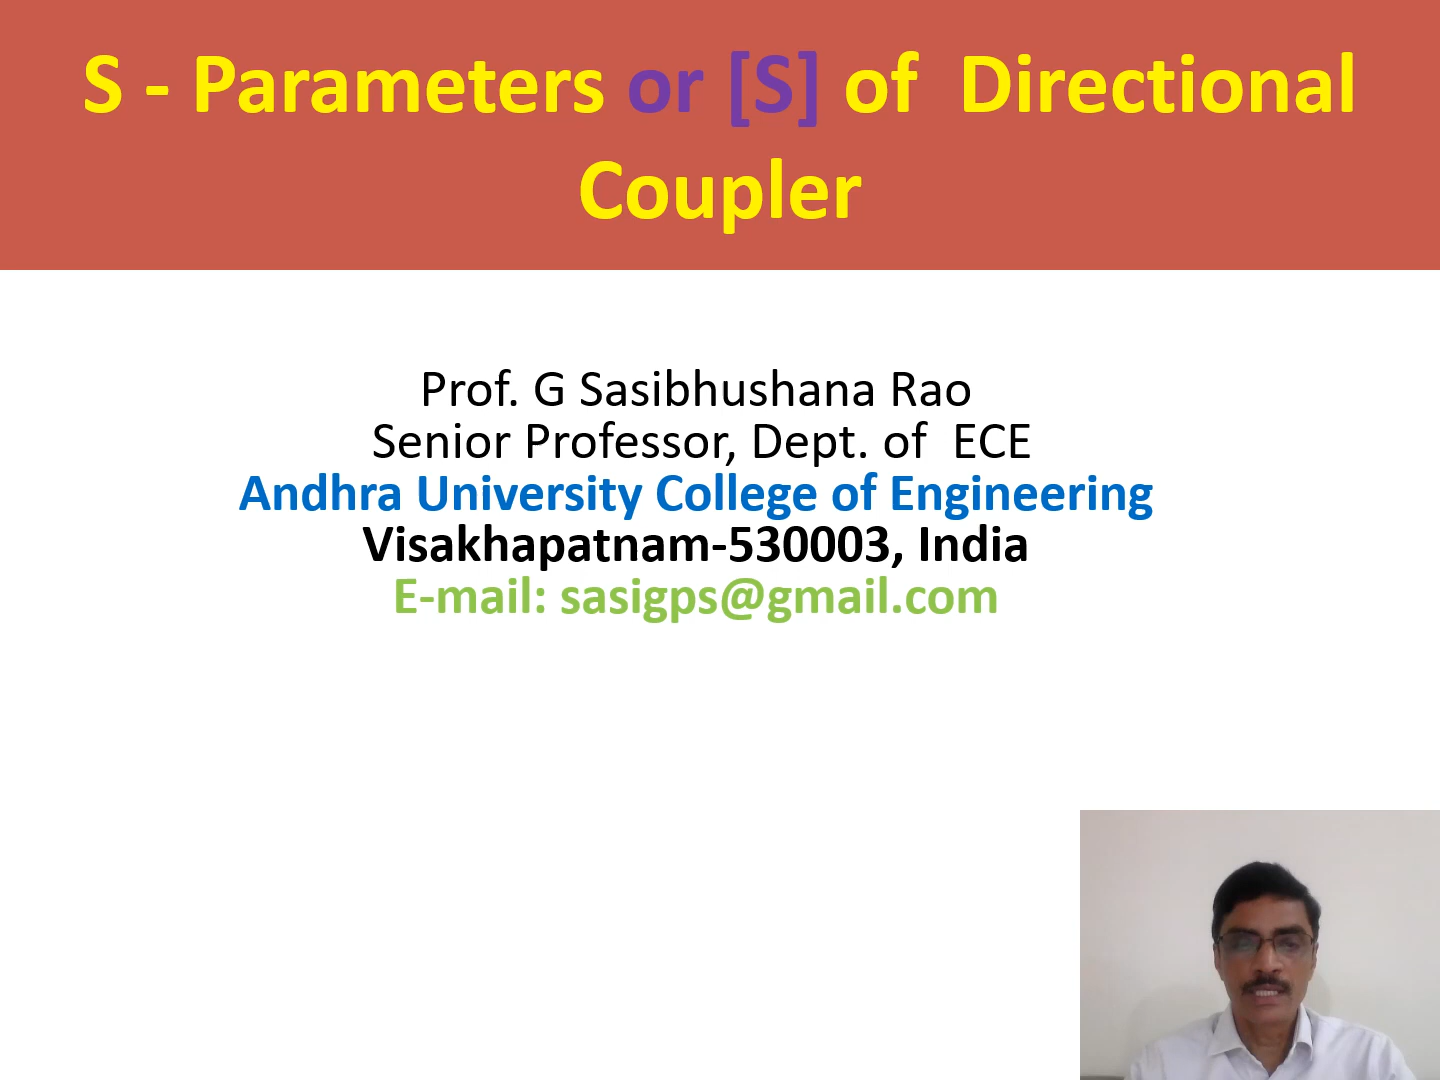 S - Parameters or [S] of Directional
Coupler
Prof. G Sasibhushana Rao
Senior Professor, Dept. of ECE
Andhra University College of Engineering
Visakhapatnam-530003, India
E-mail: sasigps@gmail.com